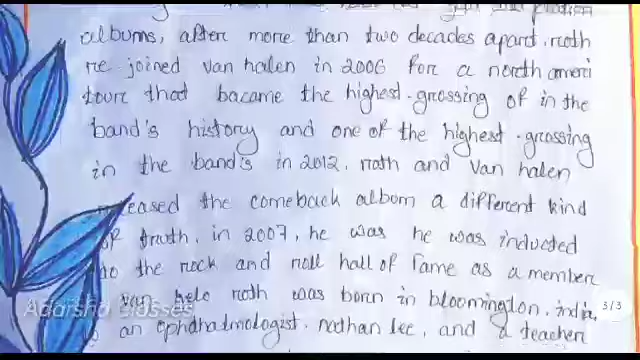 albums, after more than two decades apart. roth
re joined van halen in 2006 for a north ameri
tour that bacame the highest-grossing of in the
band's history and one of the highest-grossing
in the band's in 2012. roth and Van halen
eased the comeback album a different kind
of truth. in 2007, he was he was inducted
to the rock and roll hall of fame as a member
van hele roth was born in bloomington, india,
an ophthalmologist. nathan lee, and a teacher
Adarsha classes
3/3